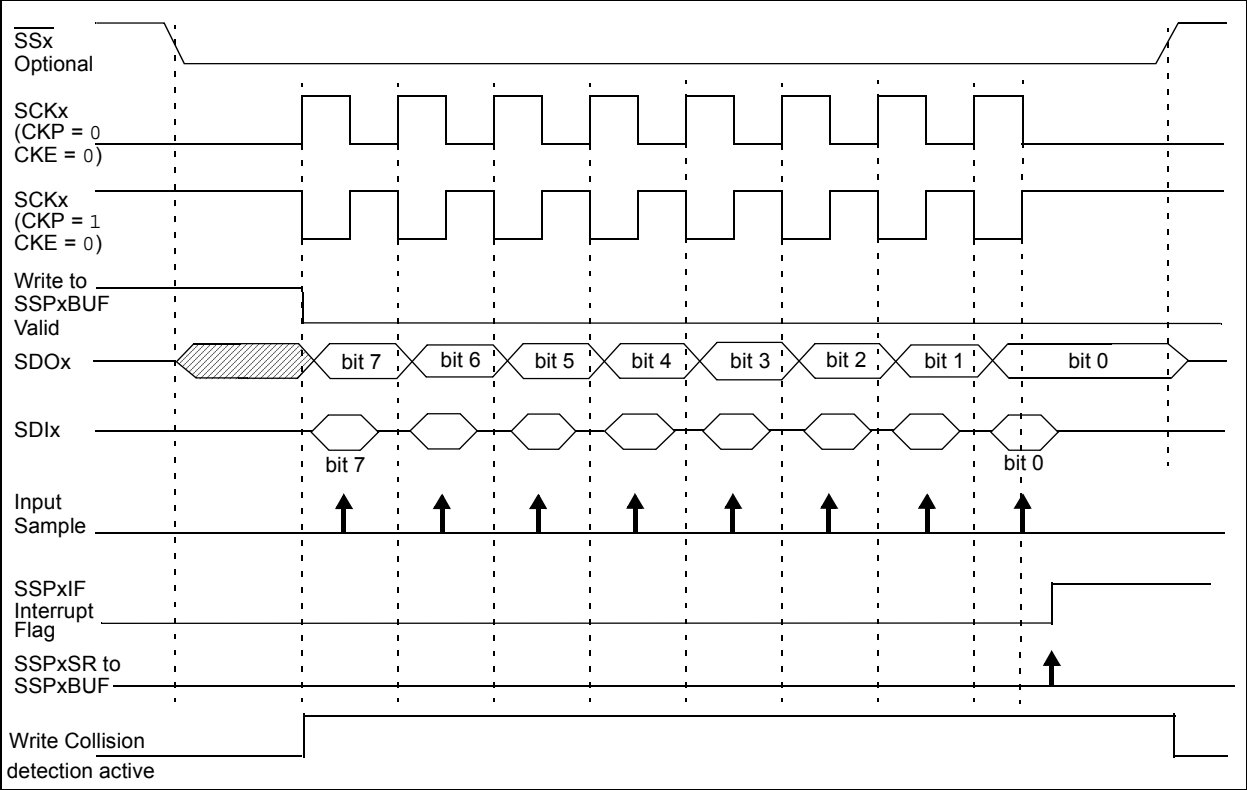 SSx
Optional
SCKx
(CKP = 0
CKE = 0)
SCKx
(CKP = 1
CKE = 0)
Write to
SSPxBUF
Valid
SDOx
bit 7 bit 6 bit 5 bit 4 bit 3 bit 2 bit 1 bit 0
SDIx
bit 7 bit 0
Input
Sample
SSPxIF
Interrupt
Flag
SSPxSR to
SSPxBUF
Write Collision
detection active